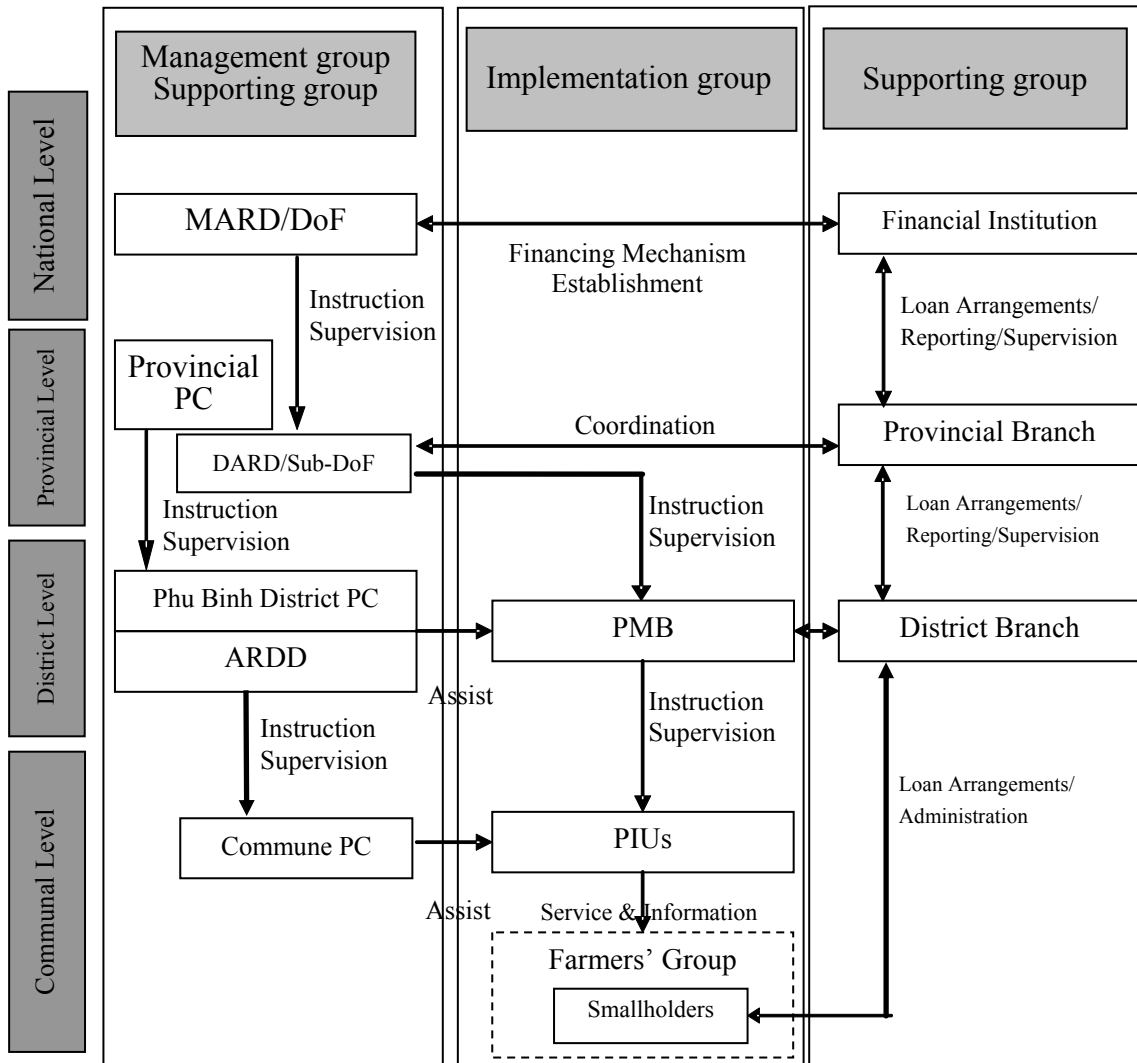 Management group
Supporting group
Implementation group
Supporting group
National Level
MARD/DoF
Financial Institution
Financing Mechanism
Establishment
Instruction
Supervision
Loan Arrangements/
Reporting/Supervision
Provincial Level
Provincial
PC
Coordination
Provincial Branch
DARD/Sub-DoF
Instruction
Supervision
Instruction
Supervision
Loan Arrangements/
Reporting/Supervision
District Level
Phu Binh District PC
PMB
District Branch
ARDD
Assist
Instruction
Supervision
Instruction
Supervision
Loan Arrangements/
Administration
Communal Level
Commune PC
PIUs
Assist
Service & Information
Farmers’ Group
Smallholders